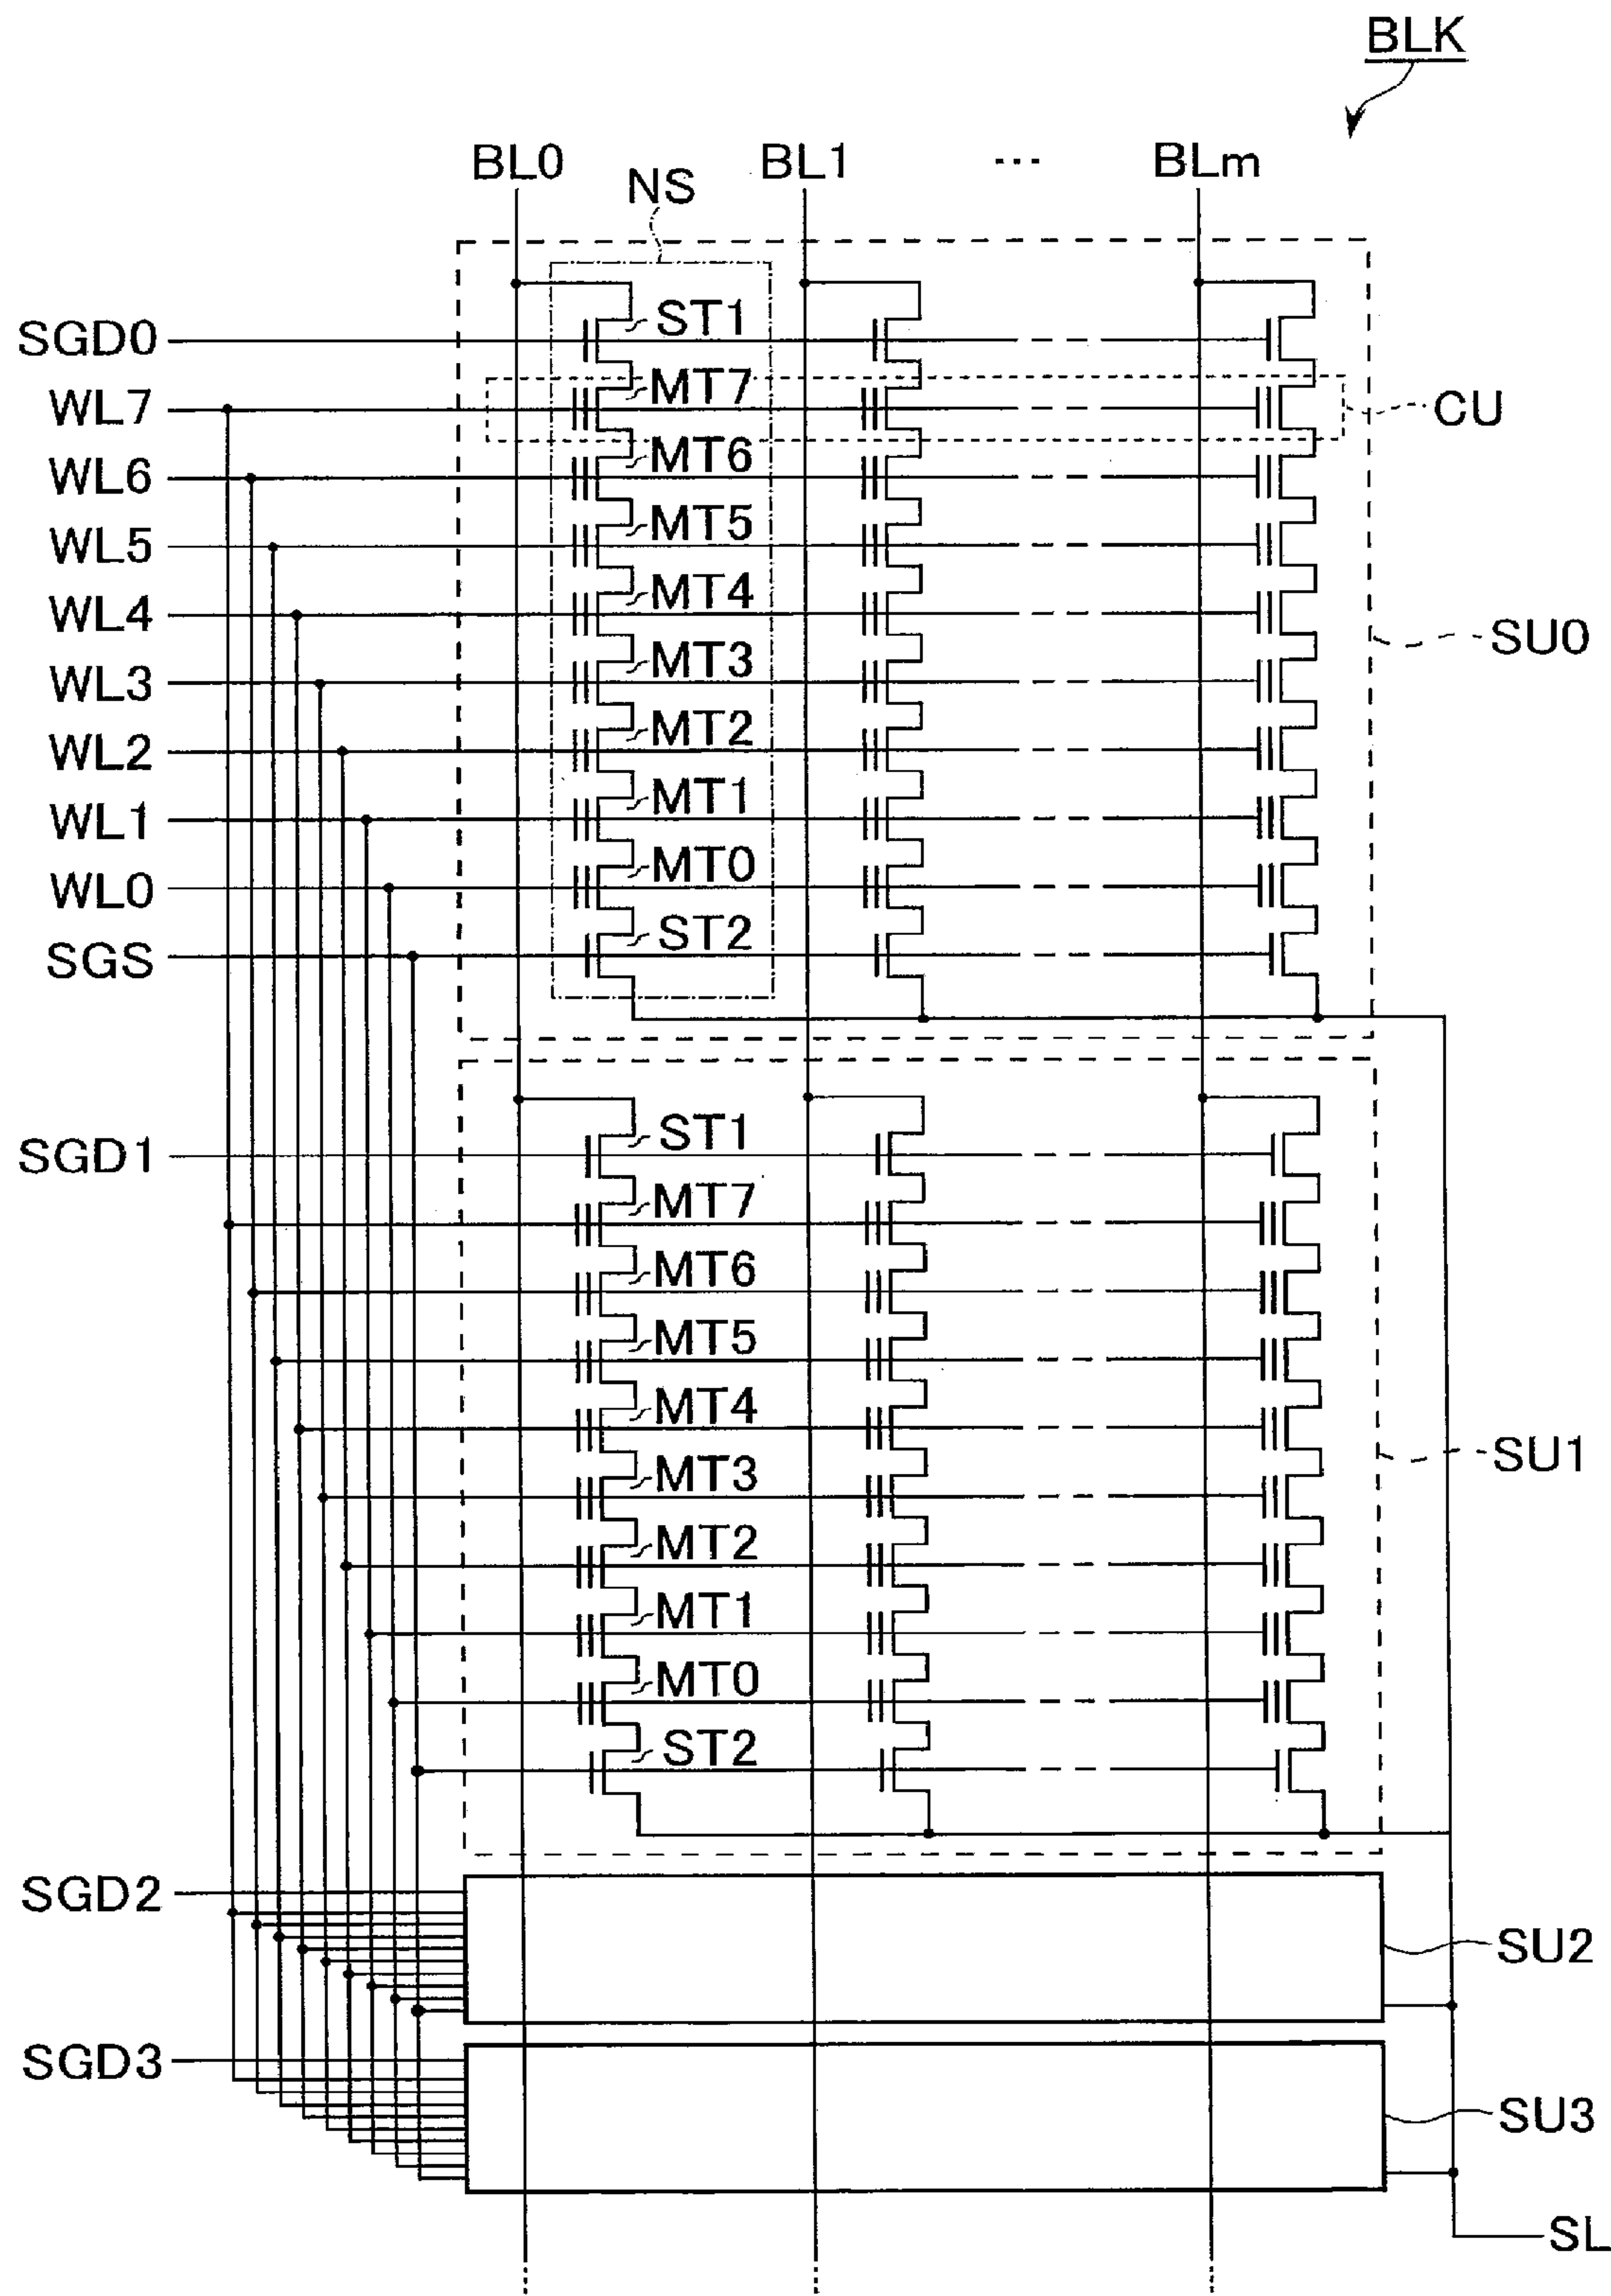 BLK
BL0 BL1 ... BLm
NS
SGD0 ST1
WL7 MT7 CU
WL6 MT6
WL5 MT5
WL4 MT4 SU0
WL3 MT3
WL2 MT2
WL1 MT1
WL0 MT0
SGS ST2
SGD1 ST1
MT7
MT6
MT5
MT4
SU1
MT3
MT2
MT1
MT0
ST2
SGD2
SU2
SGD3
SU3
SL